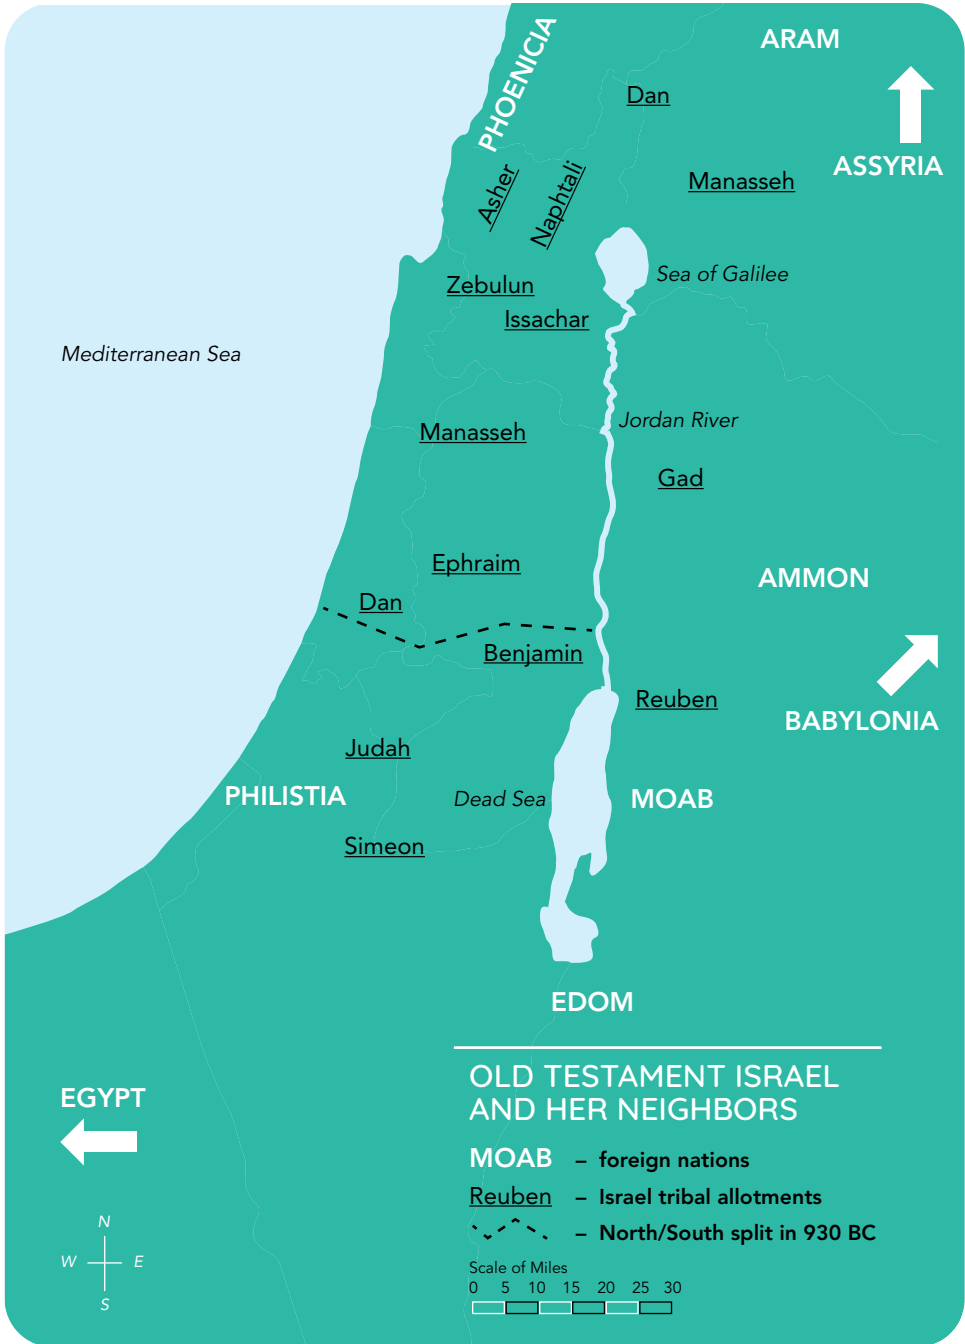 PHOENICIA
ARAM
Dan
ASSYRIA
Manasseh
Asher
Naphtali
Sea of Galilee
Zebulun
Issachar
Mediterranean Sea
Jordan River
Manasseh
Gad
Ephraim
AMMON
Dan
Benjamin
Reuben
BABYLONIA
Judah
PHILISTIA
Dead Sea
MOAB
Simeon
EDOM
EGYPT
N
W E
S
OLD TESTAMENT ISRAEL
AND HER NEIGHBORS
MOAB – foreign nations
Reuben – Israel tribal allotments
– North/South split in 930 BC
Scale of Miles
0 5 10 15 20 25 30